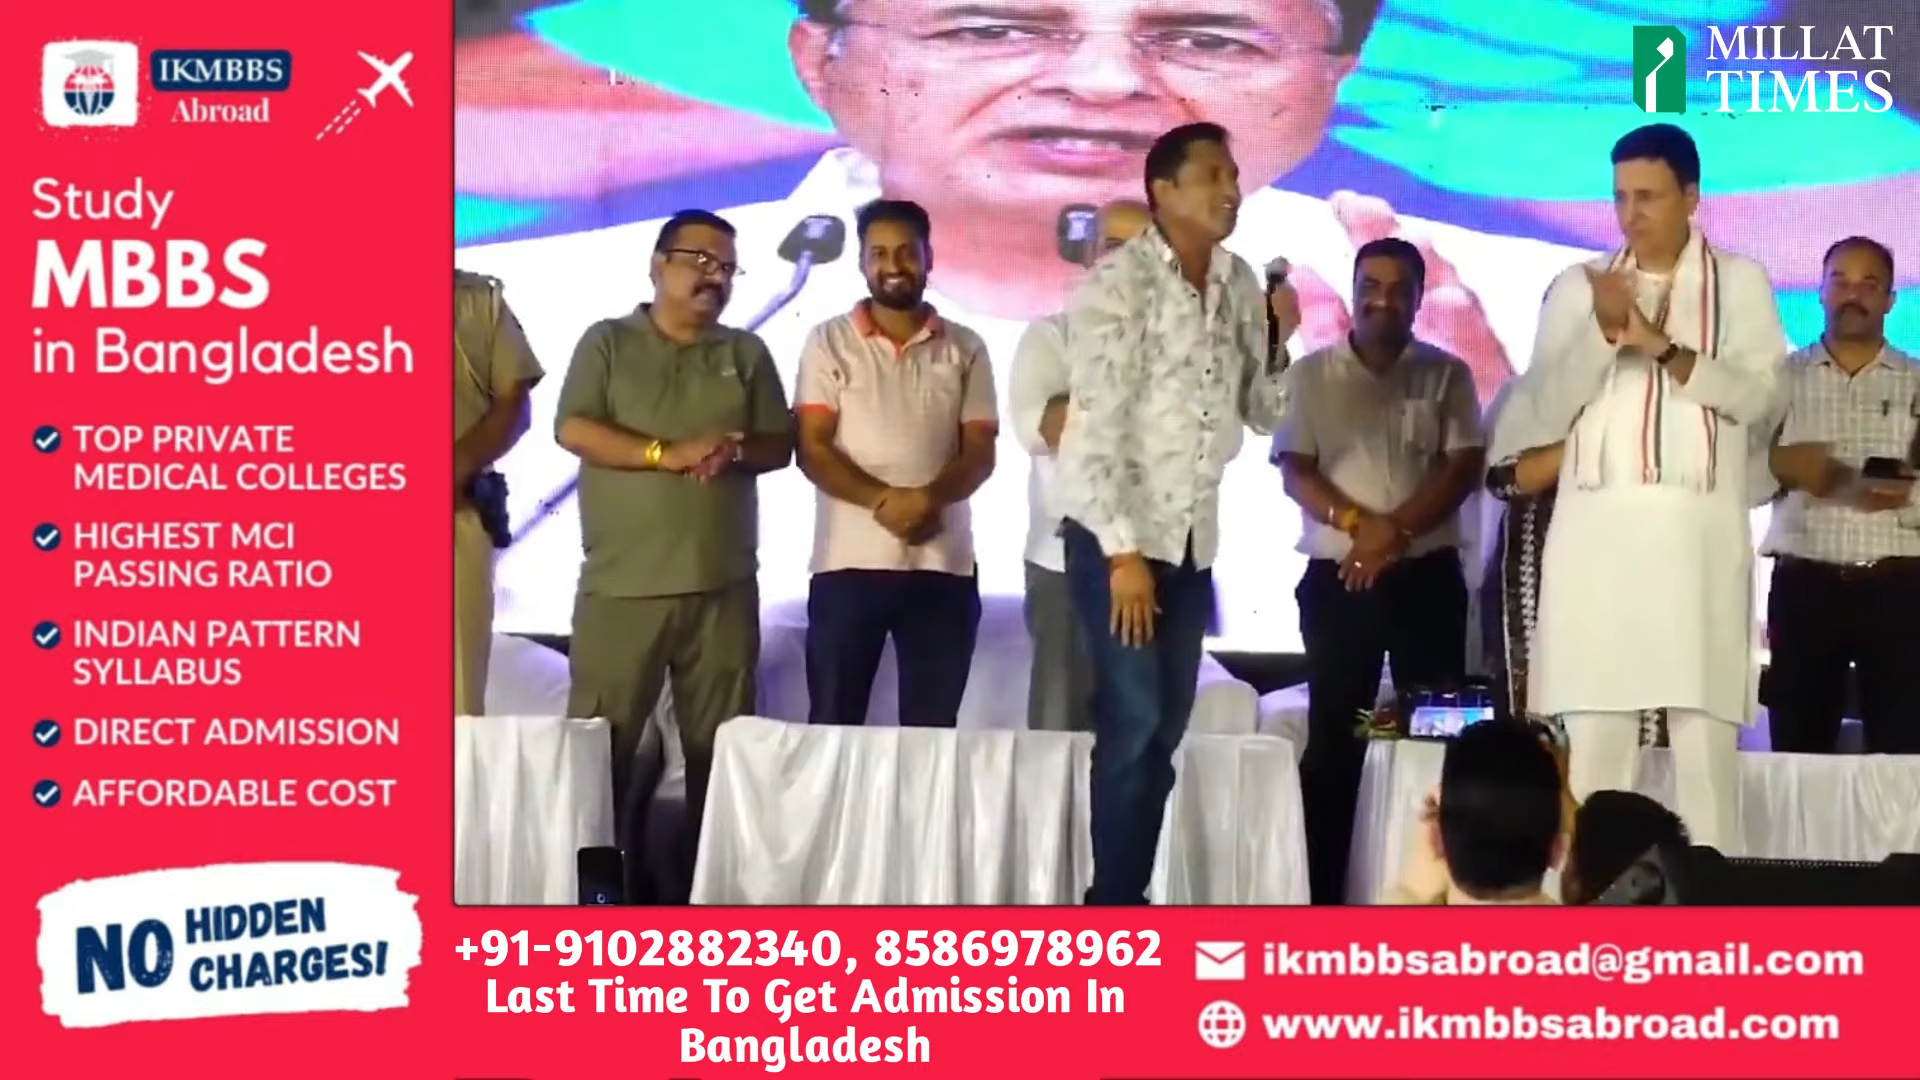 IKMBBS
Abroad
Study
MBBS
in Bangladesh
TOP PRIVATE
MEDICAL COLLEGES
HIGHEST MCI
PASSING RATIO
INDIAN PATTERN
SYLLABUS
DIRECT ADMISSION
AFFORDABLE COST
NO HIDDEN
CHARGES!
MILLAT
TIMES
+91-9102882340, 8586978962
Last Time To Get Admission In
Bangladesh
ikmbbsabroad@gmail.com
www.ikmbbsabroad.com